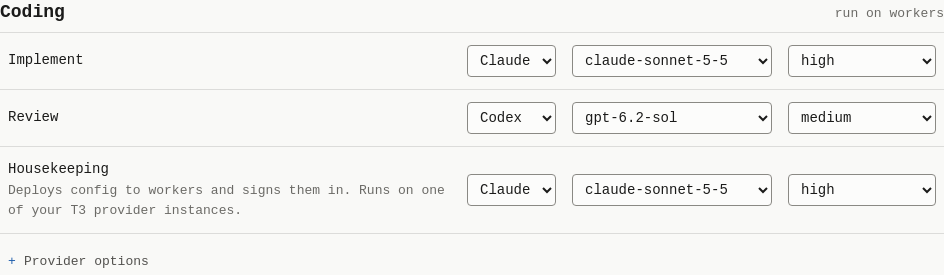 Coding run on workers
Implement Claude claude-sonnet-5-5 high
Review Codex gpt-6.2-sol medium
Housekeeping
Deploys config to workers and signs them in. Runs on one
of your T3 provider instances.
Claude claude-sonnet-5-5 high
+ Provider options